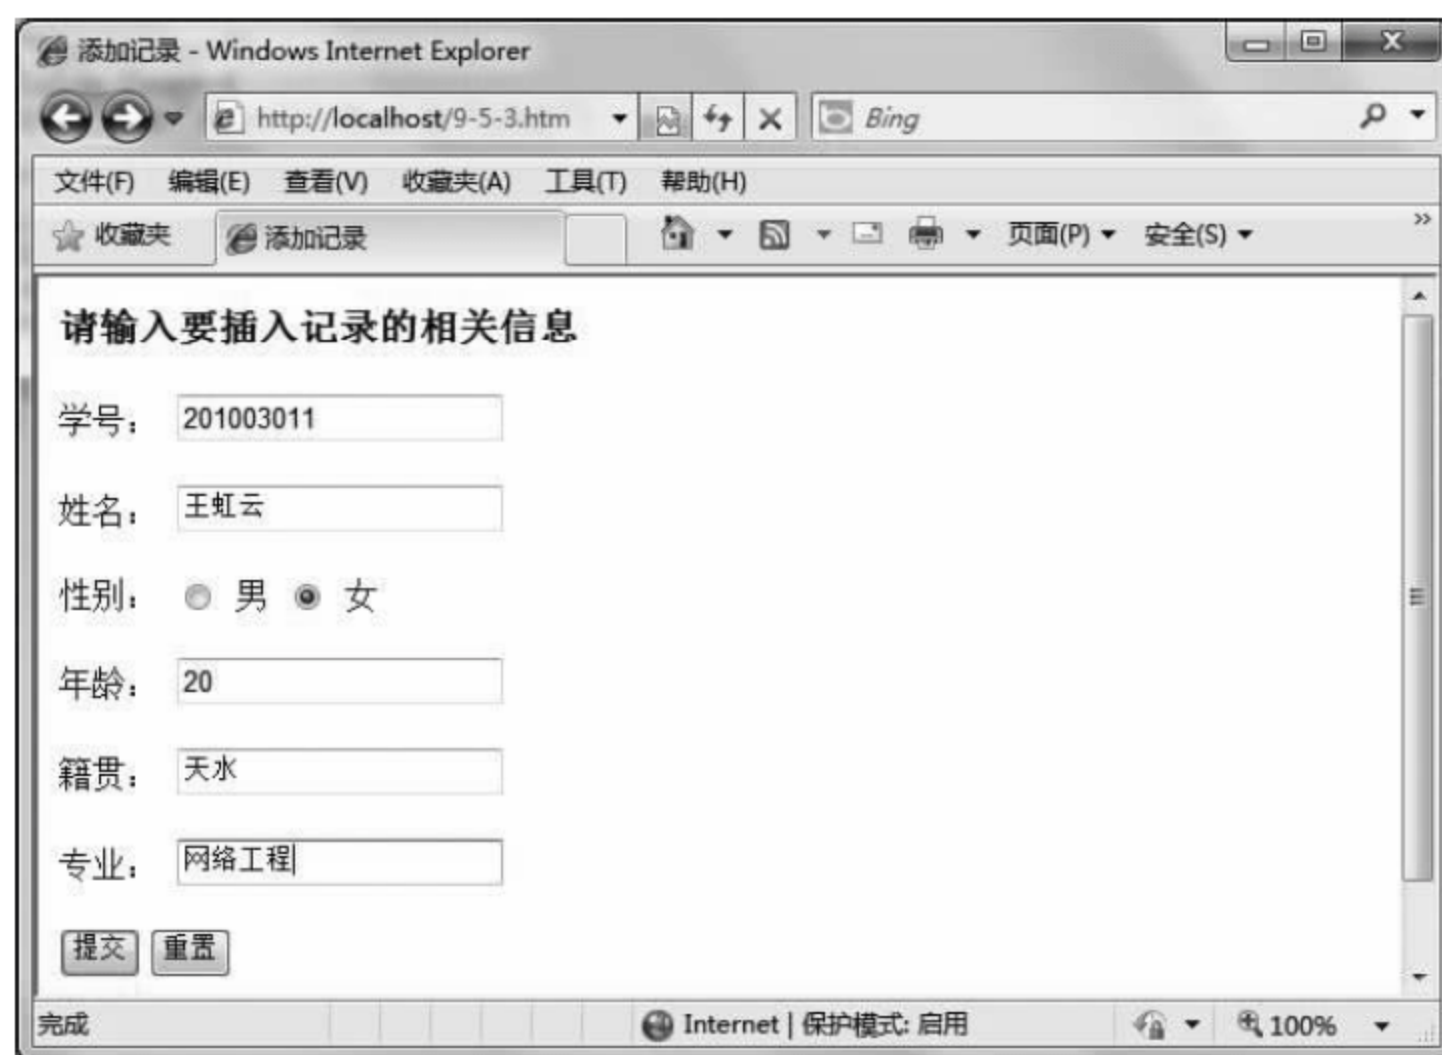 添加记录 - Windows Internet Explorer
http://localhost/9-5-3.htm
Bing
文件(F) 编辑(E) 查看(V) 收藏夹(A) 工具(T) 帮助(H)
收藏夹 添加记录 页面(P) 安全(S) »
请输入要插入记录的相关信息
学号： 201003011
姓名： 王虹云
性别： 男 女
年龄： 20
籍贯： 天水
专业： 网络工程
提交 重置
完成 Internet | 保护模式: 启用 100%